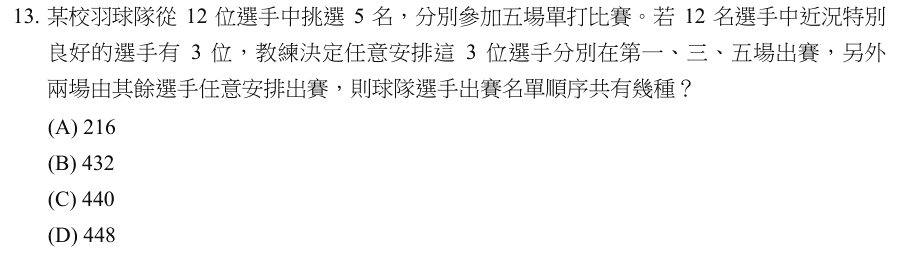 13. 某校羽球隊從 12 位選手中挑選 5 名，分別參加五場單打比賽。若 12 名選手中近況特別
良好的選手有 3 位，教練決定任意安排這 3 位選手分別在第一、三、五場出賽，另外
兩場由其餘選手任意安排出賽，則球隊選手出賽名單順序共有幾種？
(A) 216
(B) 432
(C) 440
(D) 448